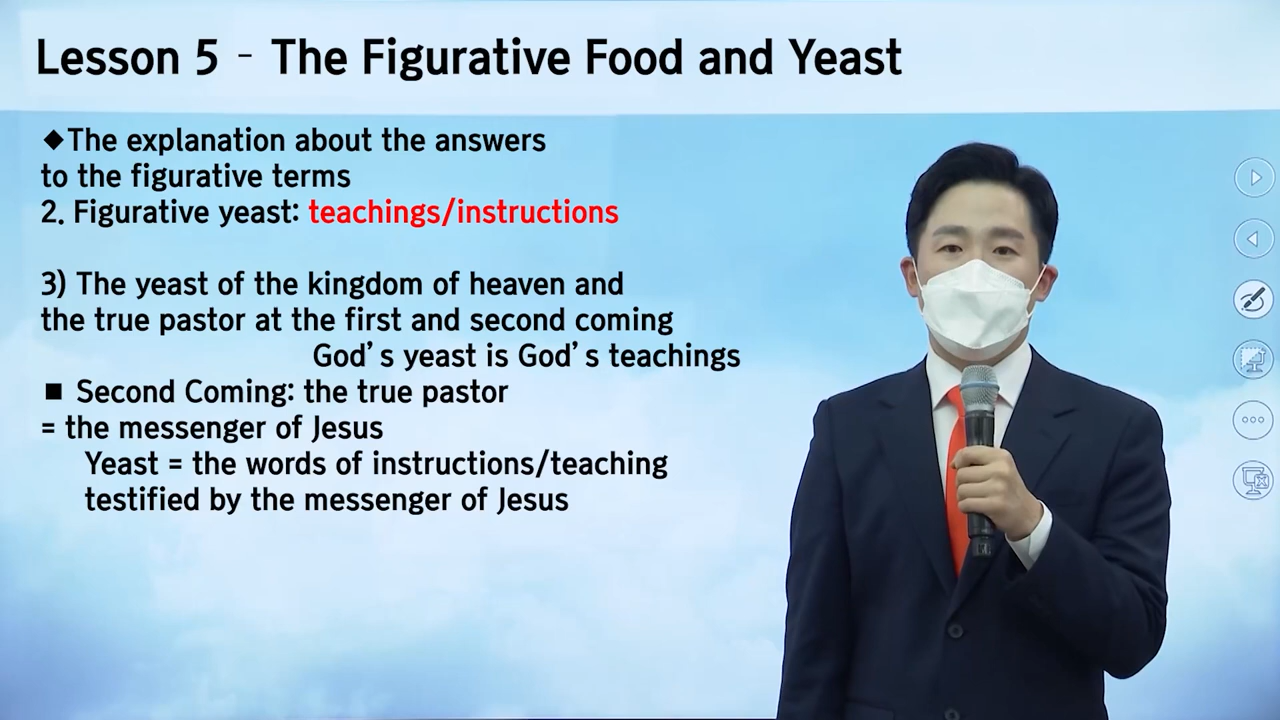 Lesson 5 - The Figurative Food and Yeast
◆The explanation about the answers
to the figurative terms
2. Figurative yeast: teachings/instructions
3) The yeast of the kingdom of heaven and
the true pastor at the first and second coming
God's yeast is God's teachings
■ Second Coming: the true pastor
= the messenger of Jesus
Yeast = the words of instructions/teaching
testified by the messenger of Jesus